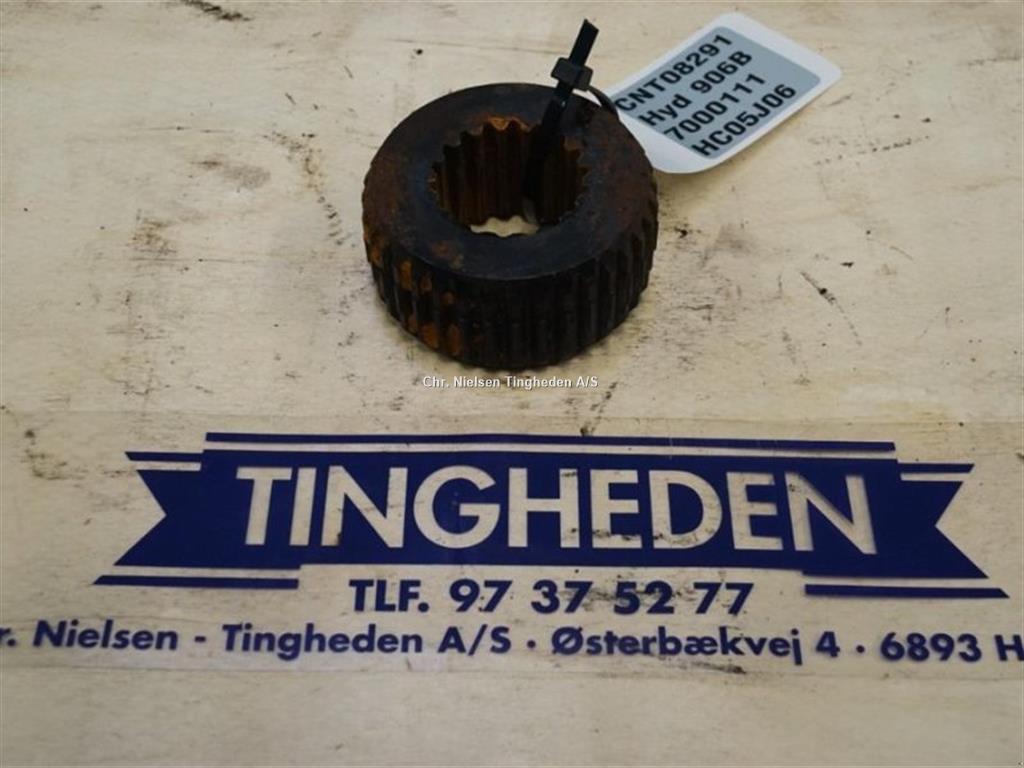 CNT08291
Hyd 906B
7000111
HC05J06
Chr. Nielsen Tingheden A/S
TINGHEDEN
TLF. 97 37 52 77
r. Nielsen - Tingheden A/S · Østerbækvej 4 · 6893 H